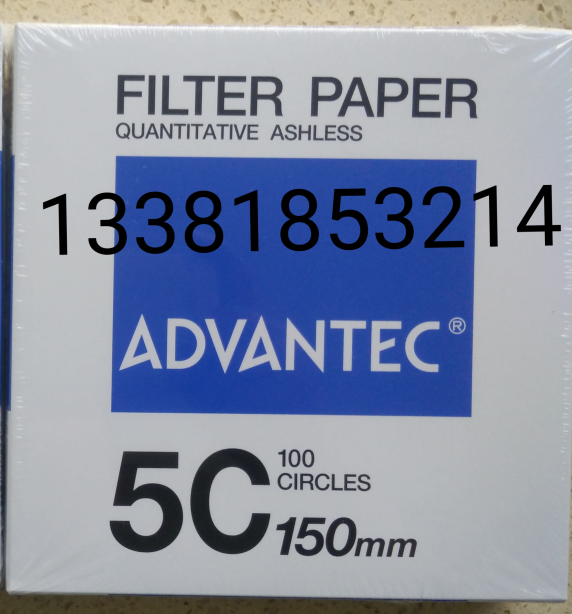 FILTER PAPER
QUANTITATIVE ASHLESS
13381853214
ADVANTEC®
5C
100
CIRCLES
150mm